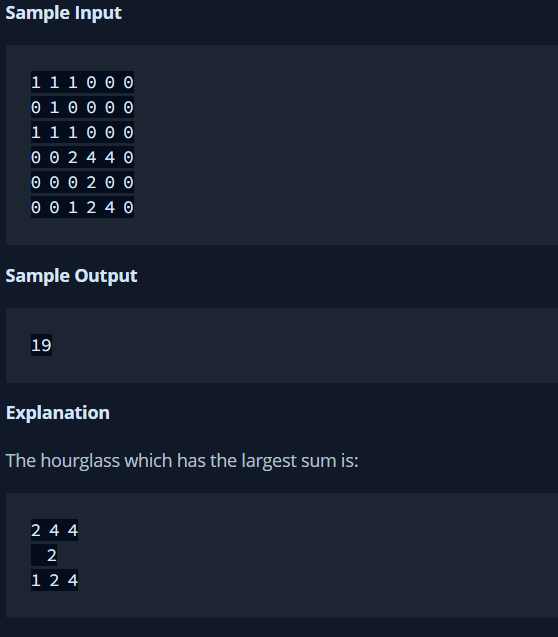 Sample Input
1 1 1 0 0 0
0 1 0 0 0 0
1 1 1 0 0 0
0 0 2 4 4 0
0 0 0 2 0 0
0 0 1 2 4 0
Sample Output
19
Explanation
The hourglass which has the largest sum is:
2 4 4
  2
1 2 4